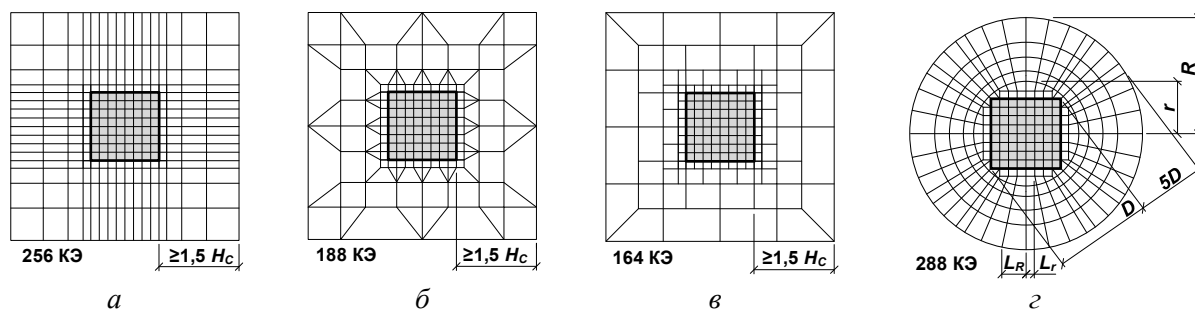 256 КЭ
≥1,5 HC
а
188 КЭ
≥1,5 HC
б
164 КЭ
≥1,5 HC
в
R
r
5D
D
288 КЭ
LR
Lr
г